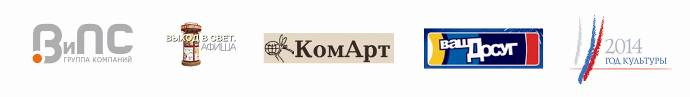 ВиПС
ГРУППА КОМПАНИЙ
ВЫХОД В СВЕТ.
АФИША
КомАрт
ваш Досуг
2014
ГОД КУЛЬТУРЫ